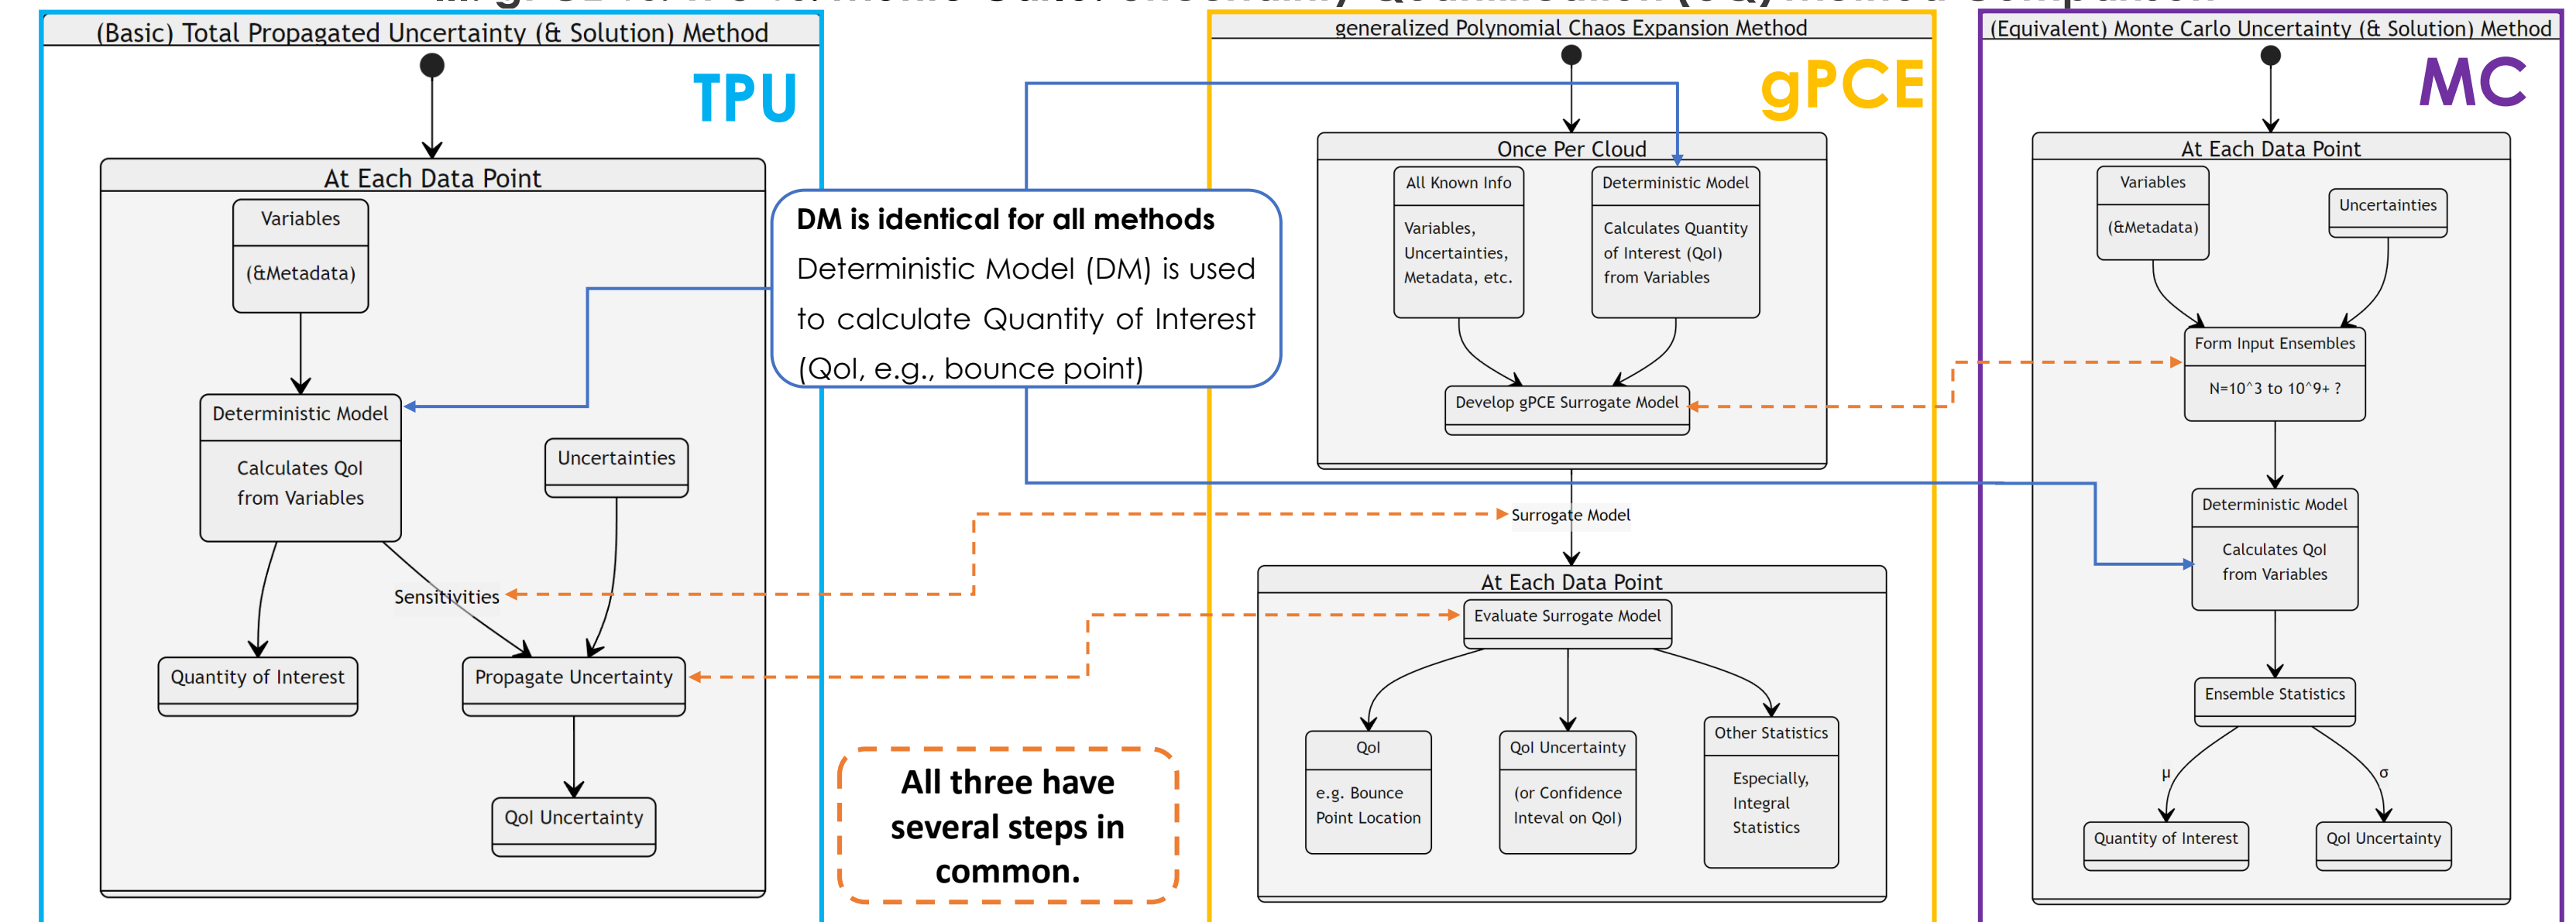 (Basic) Total Propagated Uncertainty (& Solution) Method
TPU
At Each Data Point
Variables
(&Metadata)
Deterministic Model
Calculates QoI
from Variables
Uncertainties
Sensitivities
Quantity of Interest
Propagate Uncertainty
QoI Uncertainty
DM is identical for all methods
Deterministic Model (DM) is used
to calculate Quantity of Interest
(QoI, e.g., bounce point)
All three have
several steps in
common.
generalized Polynomial Chaos Expansion Method
gPCE
Once Per Cloud
All Known Info
Variables,
Uncertainties,
Metadata, etc.
Deterministic Model
Calculates Quantity
of Interest (QoI)
from Variables
Develop gPCE Surrogate Model
Surrogate Model
At Each Data Point
Evaluate Surrogate Model
QoI
e.g. Bounce
Point Location
QoI Uncertainty
(or Confidence
Inteval on QoI)
Other Statistics
Especially,
Integral
Statistics
(Equivalent) Monte Carlo Uncertainty (& Solution) Method
MC
At Each Data Point
Variables
(&Metadata)
Uncertainties
Form Input Ensembles
N=10^3 to 10^9+ ?
Deterministic Model
Calculates QoI
from Variables
Ensemble Statistics
μ
σ
Quantity of Interest
QoI Uncertainty